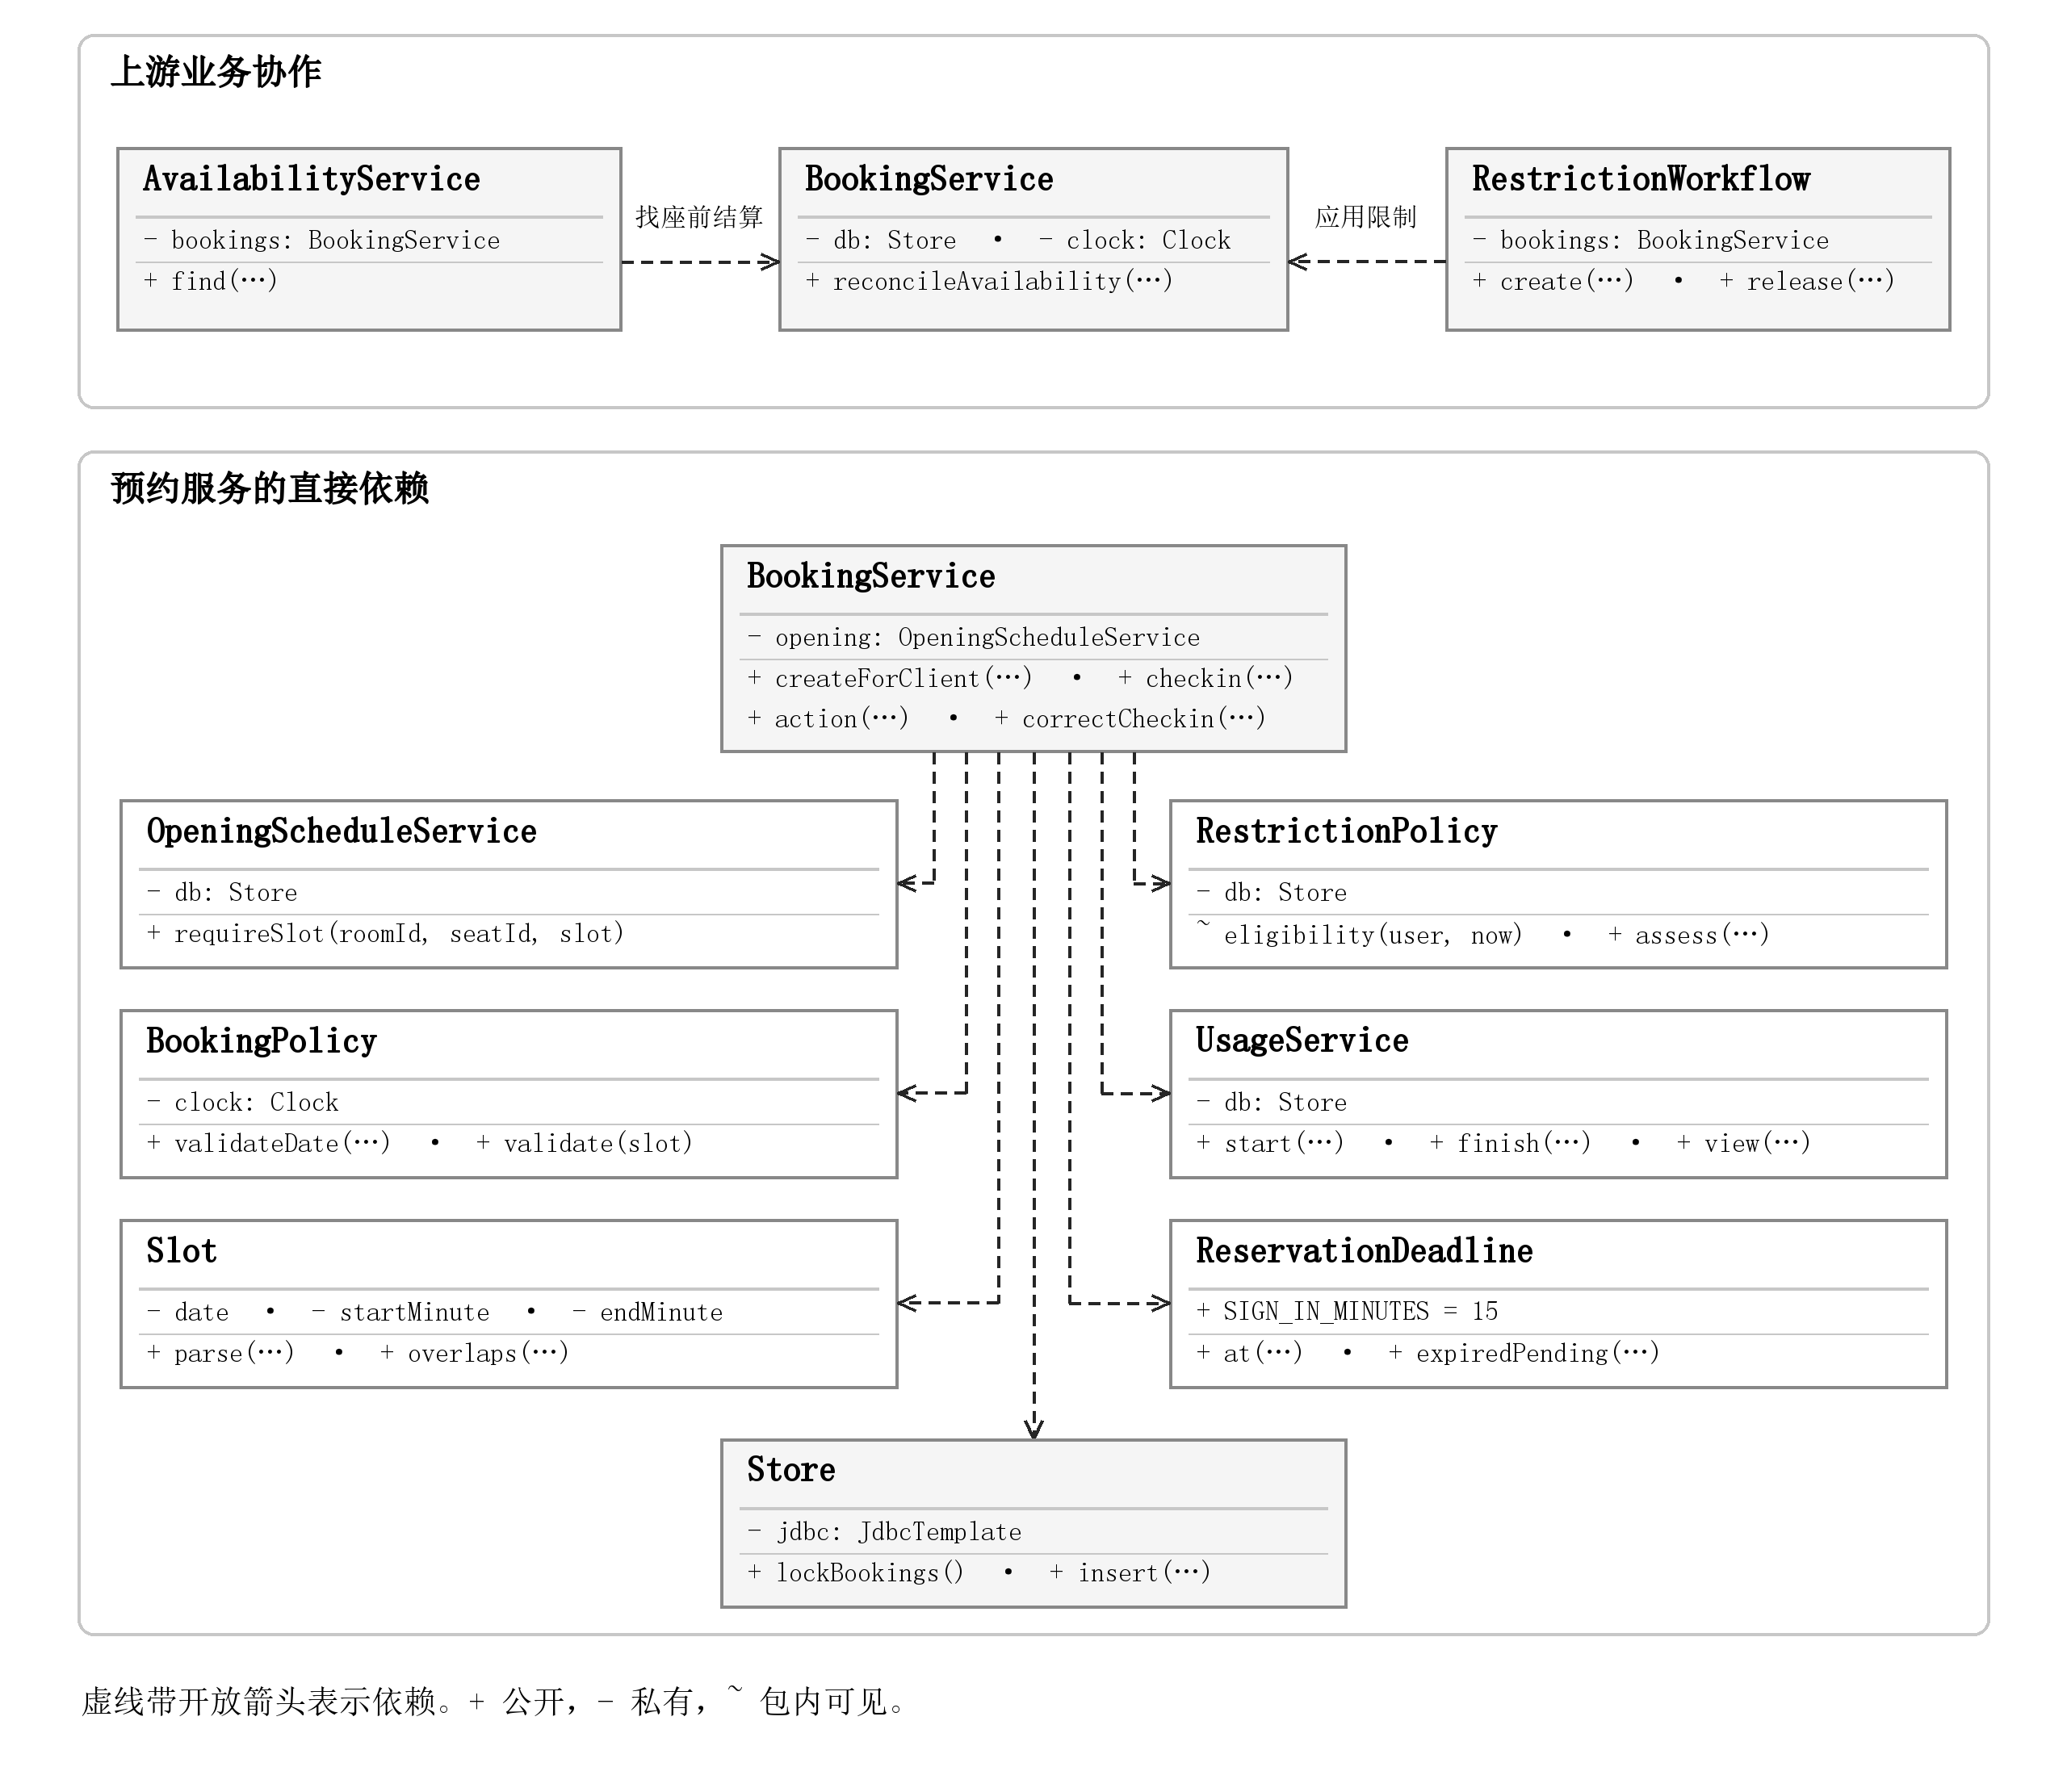 上游业务协作
AvailabilityService
- bookings: BookingService
+ find(…)
找座前结算
BookingService
- db: Store • - clock: Clock
+ reconcileAvailability(…)
应用限制
RestrictionWorkflow
- bookings: BookingService
+ create(…) • + release(…)
预约服务的直接依赖
BookingService
- opening: OpeningScheduleService
+ createForClient(…) • + checkin(…)
+ action(…) • + correctCheckin(…)
OpeningScheduleService
- db: Store
+ requireSlot(roomId, seatId, slot)
RestrictionPolicy
- db: Store
~ eligibility(user, now) • + assess(…)
BookingPolicy
- clock: Clock
+ validateDate(…) • + validate(slot)
UsageService
- db: Store
+ start(…) • + finish(…) • + view(…)
Slot
- date • - startMinute • - endMinute
+ parse(…) • + overlaps(…)
ReservationDeadline
+ SIGN_IN_MINUTES = 15
+ at(…) • + expiredPending(…)
Store
- jdbc: JdbcTemplate
+ lockBookings() • + insert(…)
虚线带开放箭头表示依赖。+ 公开，- 私有，~ 包内可见。